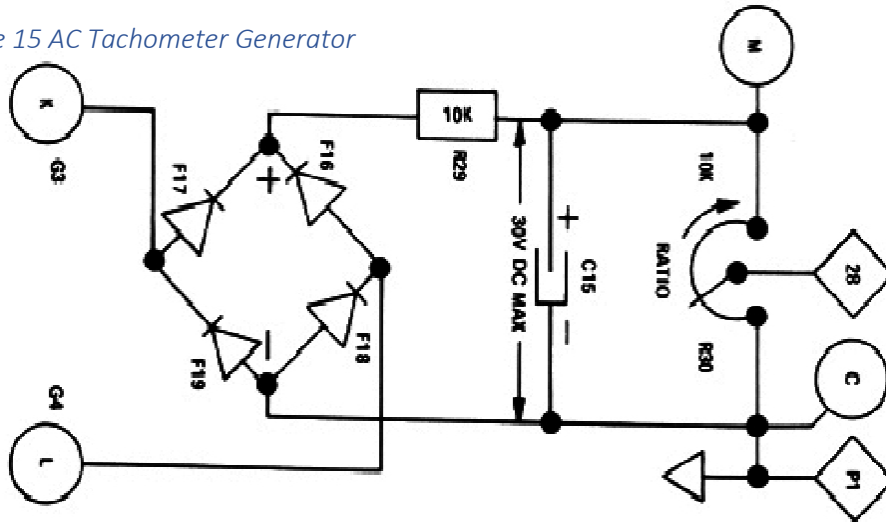 e 15 AC Tachometer Generator
M
K
10K
F16
10K
F17
G3
R29
+
+
28
C15
RATIO
30V DC MAX
-
-
F18
R30
F19
C
G4
L
P1